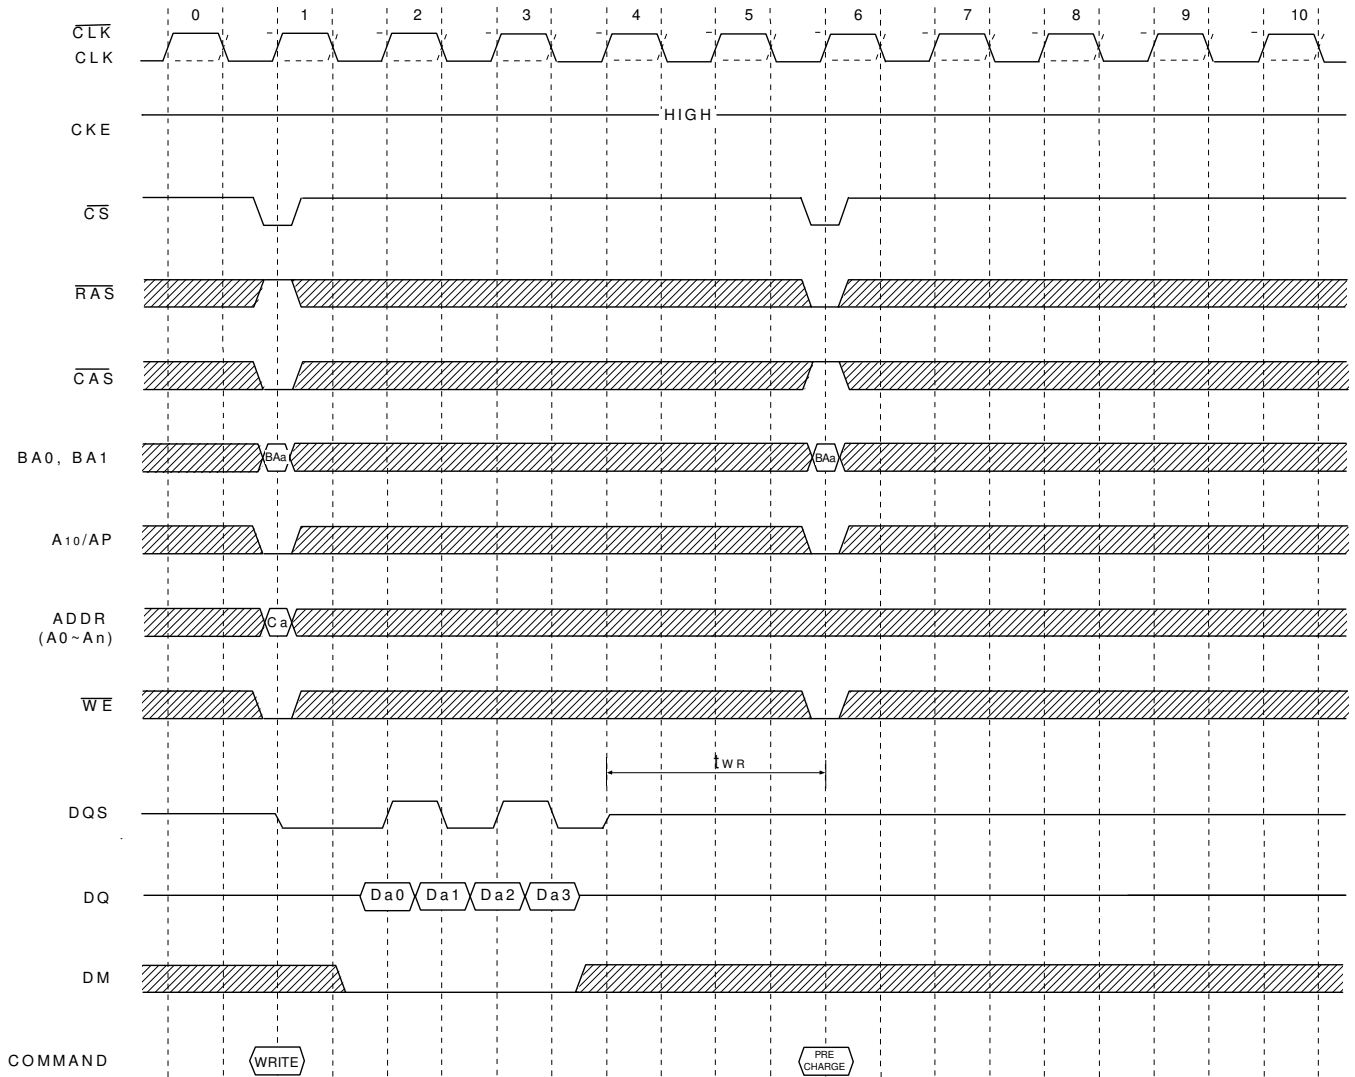 0 1 2 3 4 5 6 7 8 9 10
CLK
CLK
HIGH
CKE
CS
RAS
CAS
BA0, BA1 BAa BAa
A10/AP
ADDR Ca
(A0~An)
WE
tWR
DQS
DQ Da0 Da1 Da2 Da3
DM
COMMAND WRITE PRE
CHARGE